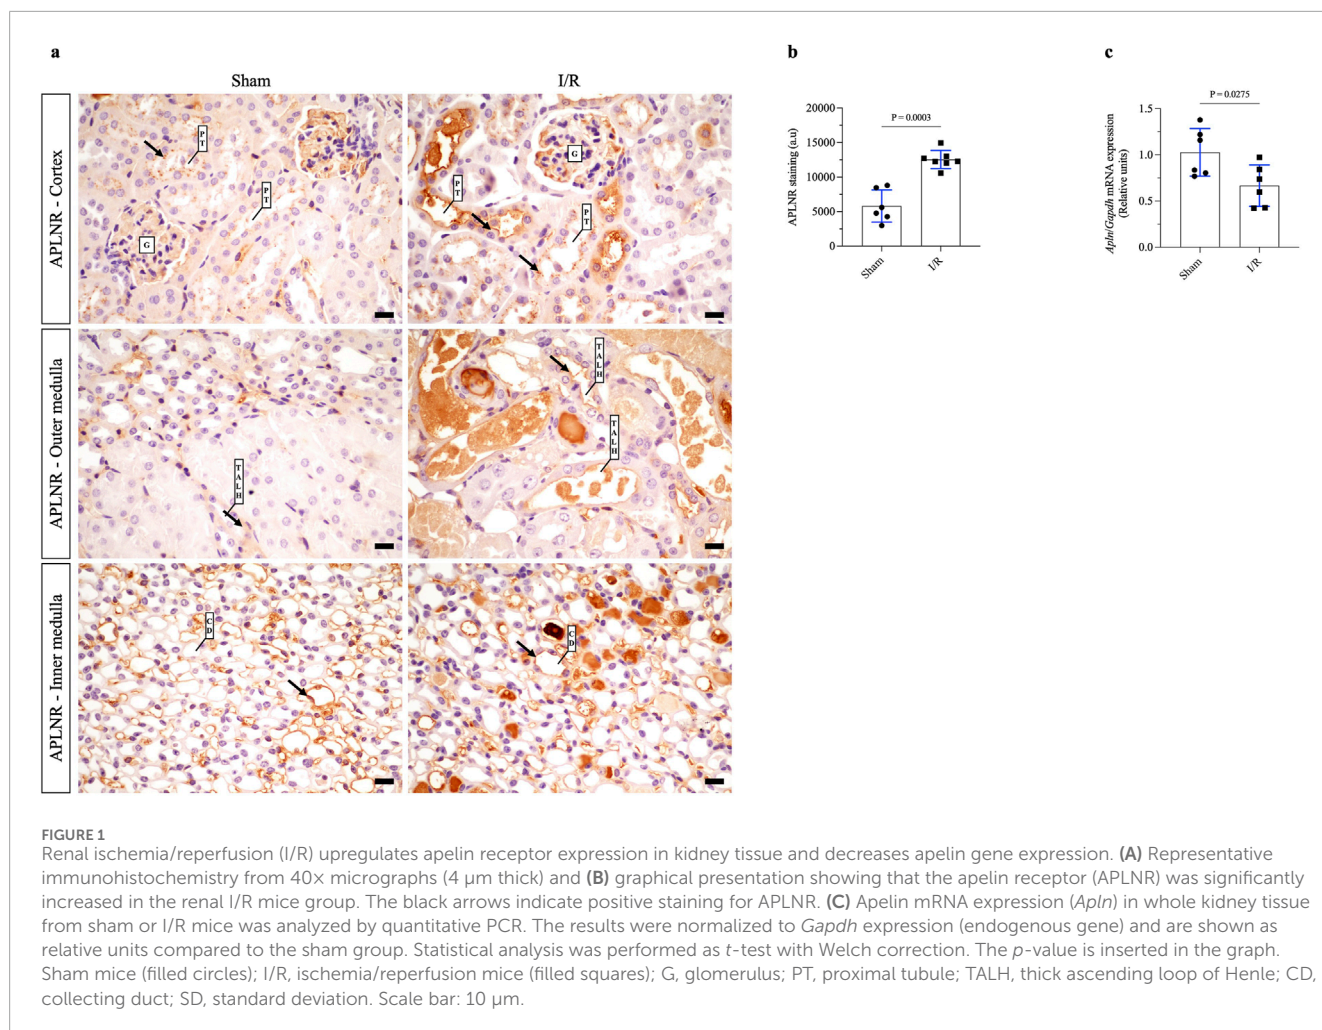 a
Sham
I/R
APLNR - Cortex
PT
PT
G
PT
PT
G
APLNR - Outer medulla
TALH
TALH
TALH
APLNR - Inner medulla
CD
CD
b
APLNR staining (a.u)
20000
15000
10000
5000
0
P = 0.0003
Sham
I/R
c
Apln/Gapdh mRNA expression
(Relative units)
1.5
1.0
0.5
0.0
P = 0.0275
Sham
I/R
FIGURE 1
Renal ischemia/reperfusion (I/R) upregulates apelin receptor expression in kidney tissue and decreases apelin gene expression. (A) Representative
immunohistochemistry from 40× micrographs (4 μm thick) and (B) graphical presentation showing that the apelin receptor (APLNR) was significantly
increased in the renal I/R mice group. The black arrows indicate positive staining for APLNR. (C) Apelin mRNA expression (Apln) in whole kidney tissue
from sham or I/R mice was analyzed by quantitative PCR. The results were normalized to Gapdh expression (endogenous gene) and are shown as
relative units compared to the sham group. Statistical analysis was performed as t-test with Welch correction. The p-value is inserted in the graph.
Sham mice (filled circles); I/R, ischemia/reperfusion mice (filled squares); G, glomerulus; PT, proximal tubule; TALH, thick ascending loop of Henle; CD,
collecting duct; SD, standard deviation. Scale bar: 10 μm.